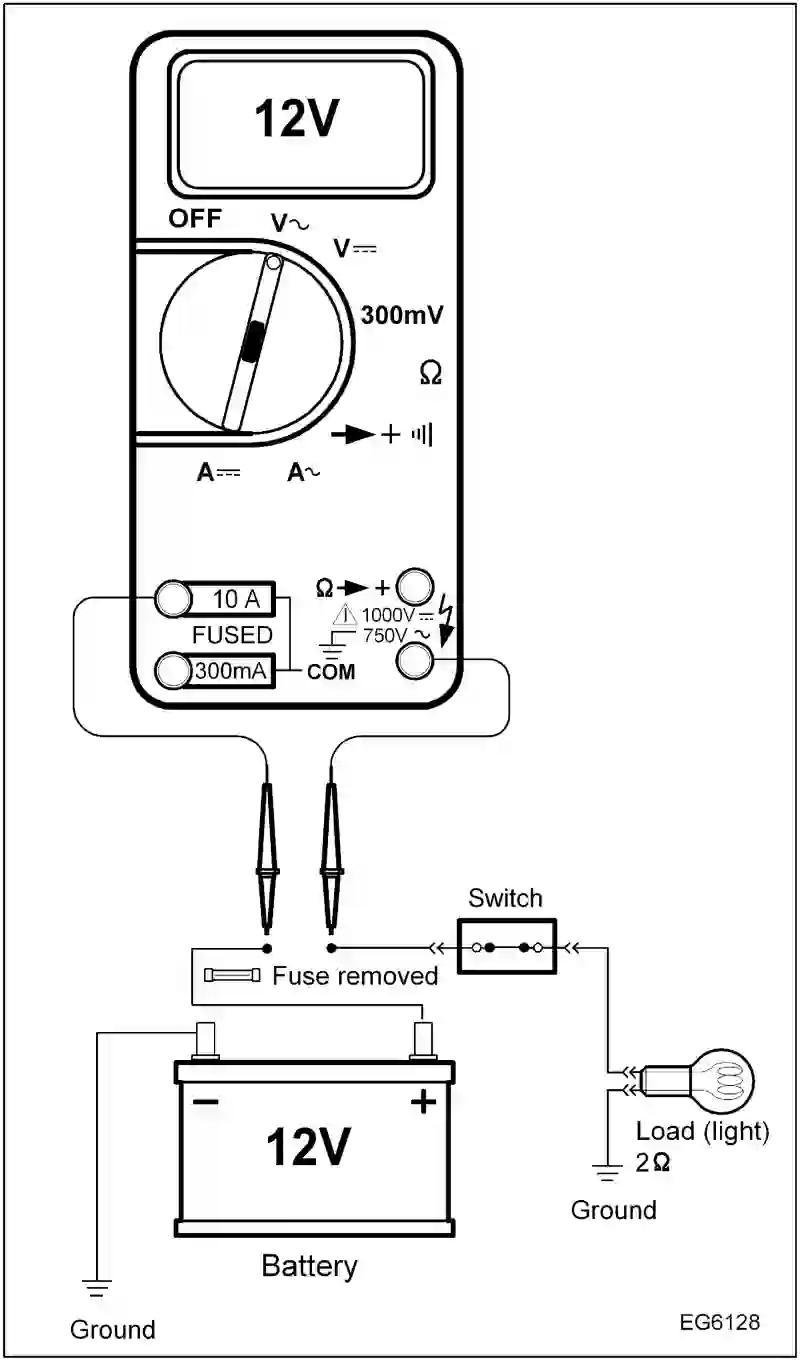 12V
OFF
V~
V⎓
300mV
Ω
+
A⎓
A~
10 A
FUSED
300mA
COM
Ω +
1000V⎓
750V ~
Switch
Fuse removed
− +
12V
Battery
Load (light)
2Ω
Ground
Ground
EG6128